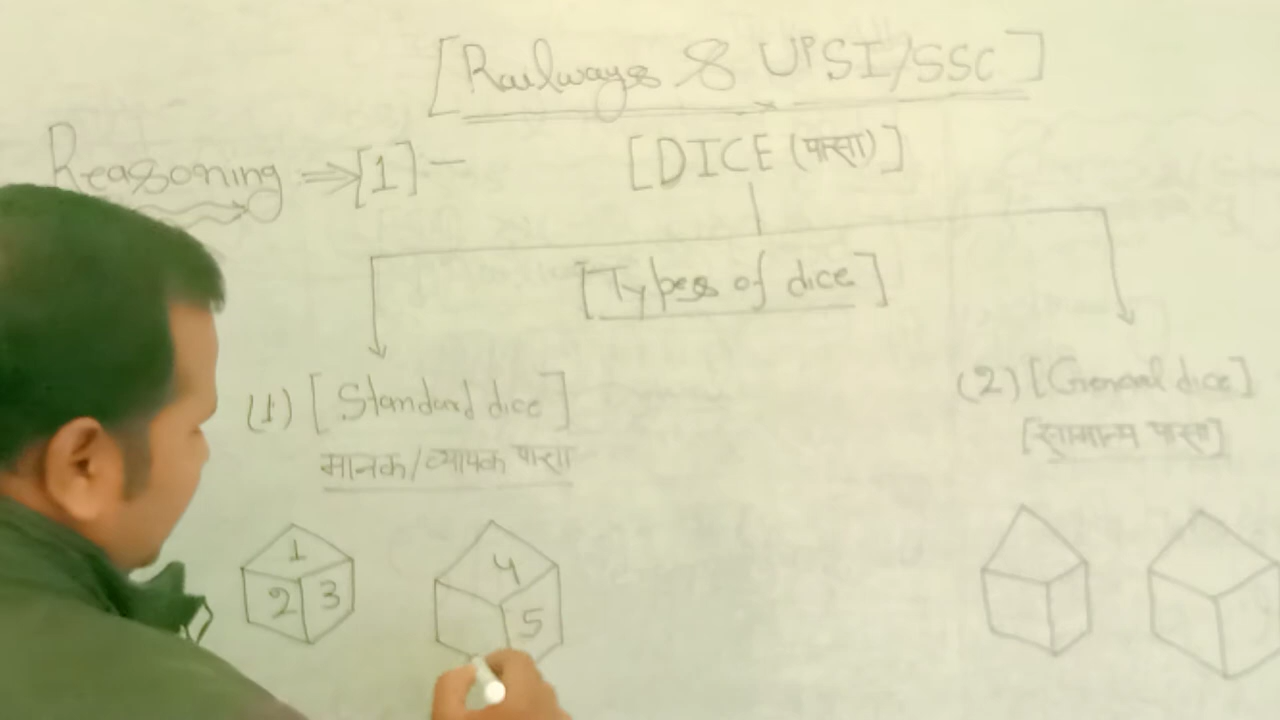 [Railways & UPSI/SSC]
Reasoning ⇒ [1] - [DICE (पासा)]
[Types of dice]
(1) [Standard dice]
(2) [General dice]
मानक/व्यापक पासा
[सामान्य पासा]
1
2 3
4
5